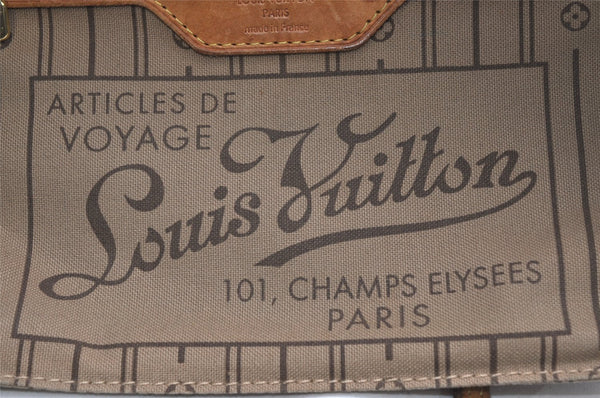 LOUIS VUITTON
PARIS
made in France
ARTICLES DE
VOYAGE
Louis Vuitton
101, CHAMPS ELYSEES
PARIS